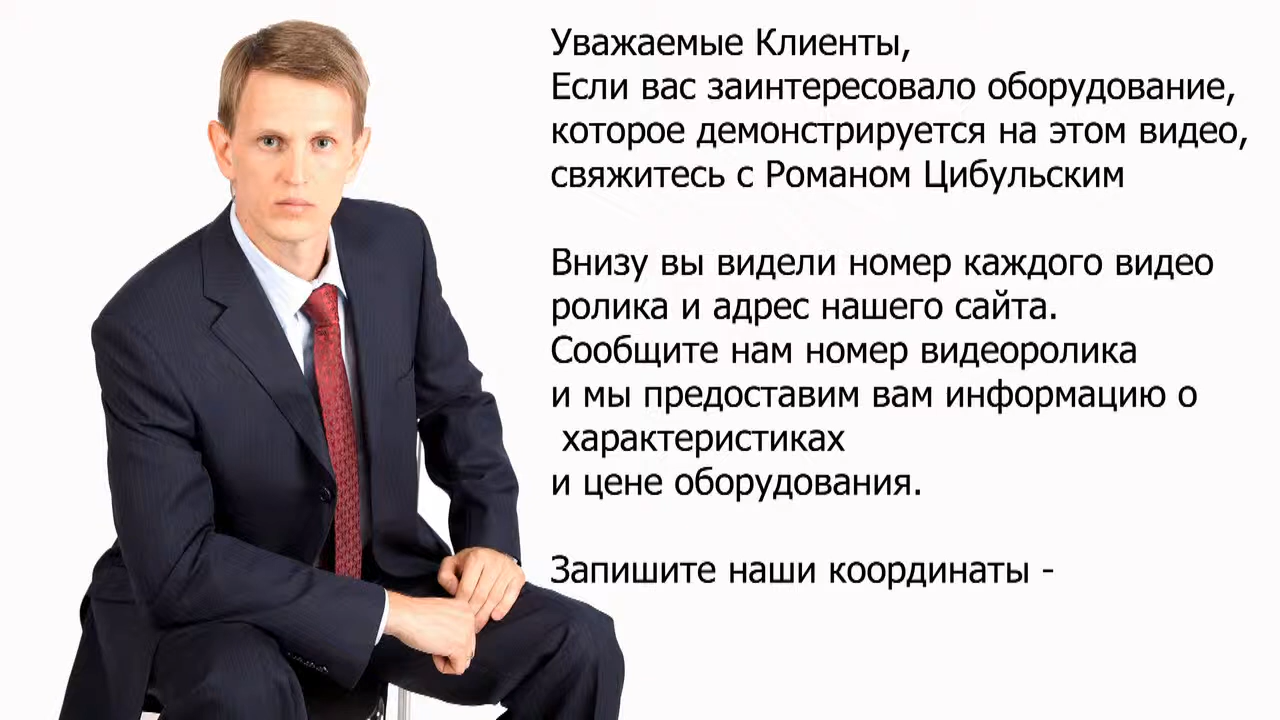 Уважаемые Клиенты,
Если вас заинтересовало оборудование,
которое демонстрируется на этом видео,
свяжитесь с Романом Цибульским
Внизу вы видели номер каждого видео
ролика и адрес нашего сайта.
Сообщите нам номер видеоролика
и мы предоставим вам информацию о
характеристиках
и цене оборудования.
Запишите наши координаты -